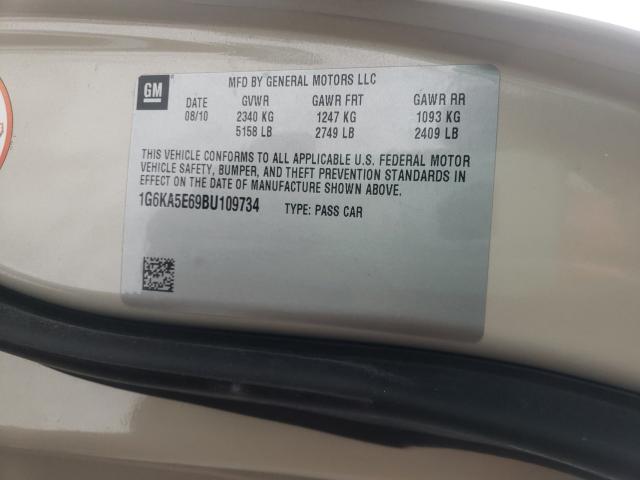 GM
MFD BY GENERAL MOTORS LLC
DATE GVWR GAWR FRT GAWR RR
08/10 2340 KG 1247 KG 1093 KG
5158 LB 2749 LB 2409 LB
THIS VEHICLE CONFORMS TO ALL APPLICABLE U.S. FEDERAL MOTOR
VEHICLE SAFETY, BUMPER, AND THEFT PREVENTION STANDARDS IN
EFFECT ON THE DATE OF MANUFACTURE SHOWN ABOVE.
1G6KA5E69BU109734 TYPE: PASS CAR